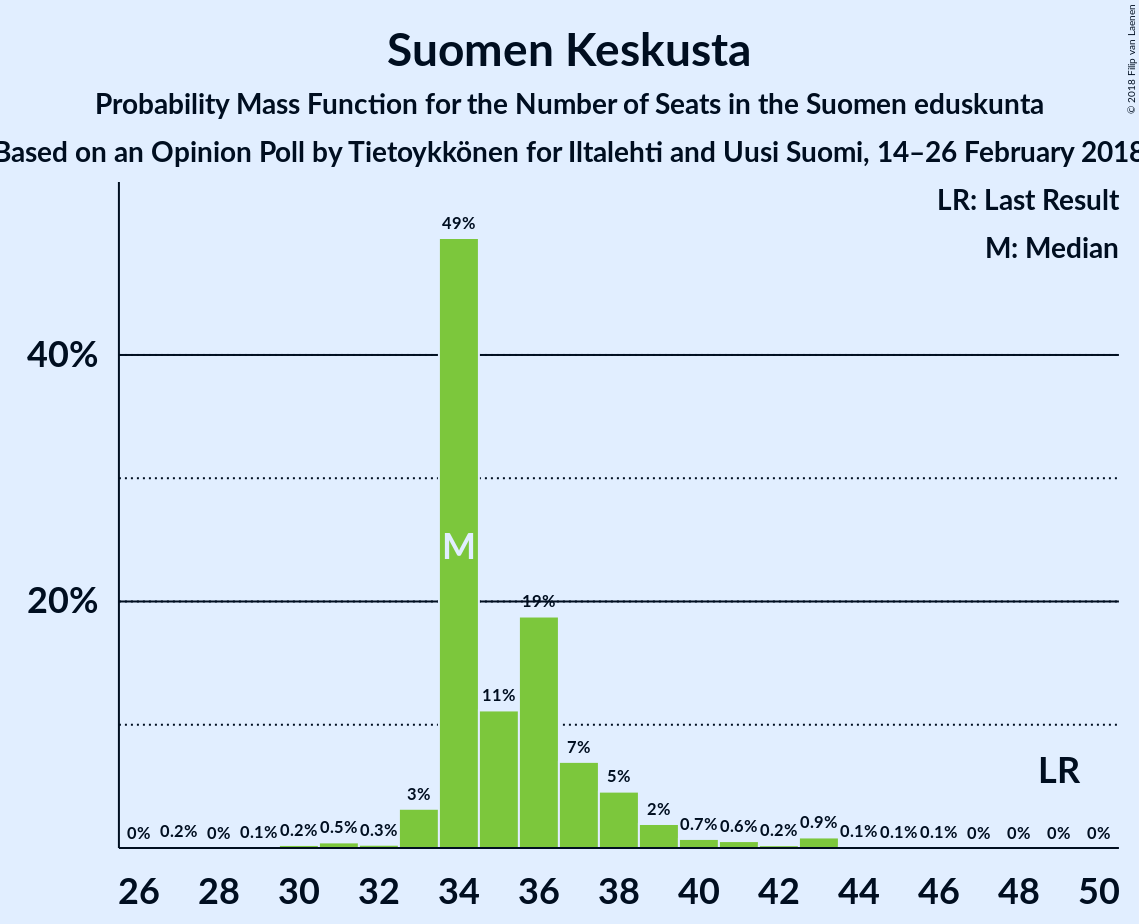 Suomen Keskusta
Probability Mass Function for the Number of Seats in the Suomen eduskunta
Based on an Opinion Poll by Tietoykkönen for Iltalehti and Uusi Suomi, 14–26 February 2018
© 2018 Filip van Laenen
LR: Last Result
M: Median
40%
20%
0% 0.2% 0% 0.1% 0.2% 0.5% 0.3% 3% 49% 11% 19% 7% 5% 2% 0.7% 0.6% 0.2% 0.9% 0.1% 0.1% 0.1% 0% 0% 0% 0%
M
LR
26 28 30 32 34 36 38 40 42 44 46 48 50